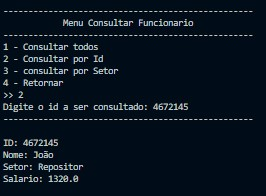 --------------------------------------------------
Menu Consultar Funcionario
--------------------------------------------------
1 - Consultar todos
2 - Consultar por Id
3 - consultar por Setor
4 - Retornar
>> 2
Digite o id a ser consultado: 4672145
--------------------------------------------------
ID: 4672145
Nome: João
Setor: Repositor
Salario: 1320.0